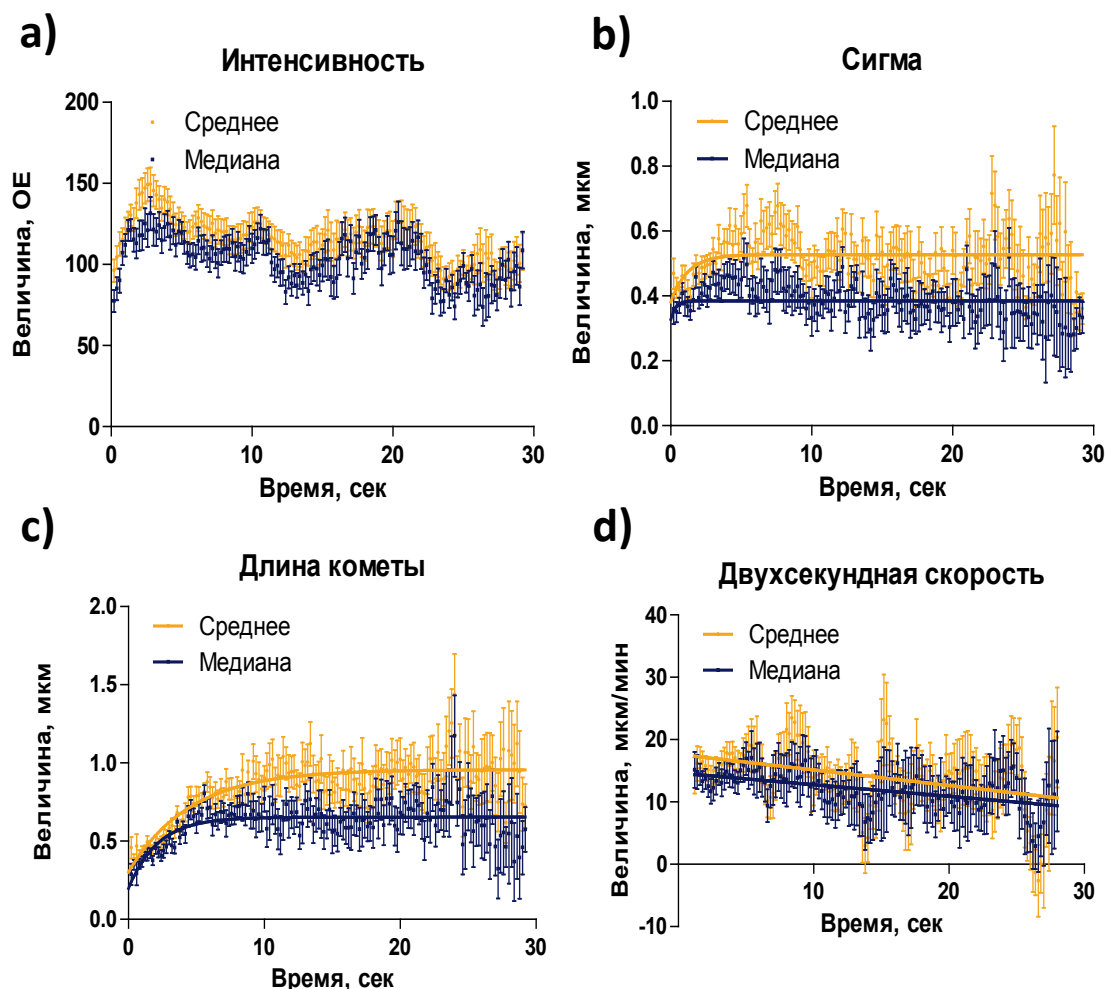 a)
Интенсивность
200
150
100
50
0
Среднее
Медиана
Величина, ОЕ
0 10 20 30
Время, сек
b)
Сигма
1.0
0.8
0.6
0.4
0.2
0.0
Среднее
Медиана
Величина, мкм
0 10 20 30
Время, сек
c)
Длина кометы
2.0
1.5
1.0
0.5
0.0
Среднее
Медиана
Величина, мкм
0 10 20 30
Время, сек
d)
Двухсекундная скорость
40
30
20
10
0
-10
Среднее
Медиана
Величина, мкм/мин
10 20 30
Время, сек